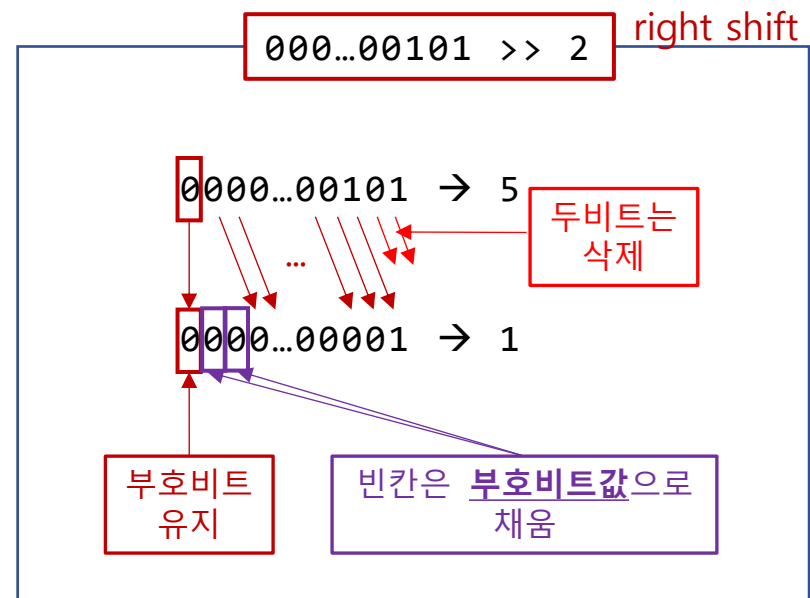 right shift
000…00101 >> 2
0000…00101 → 5
두비트는
삭제
…
0000…00001 → 1
부호비트
유지
빈칸은 부호비트값으로
채움